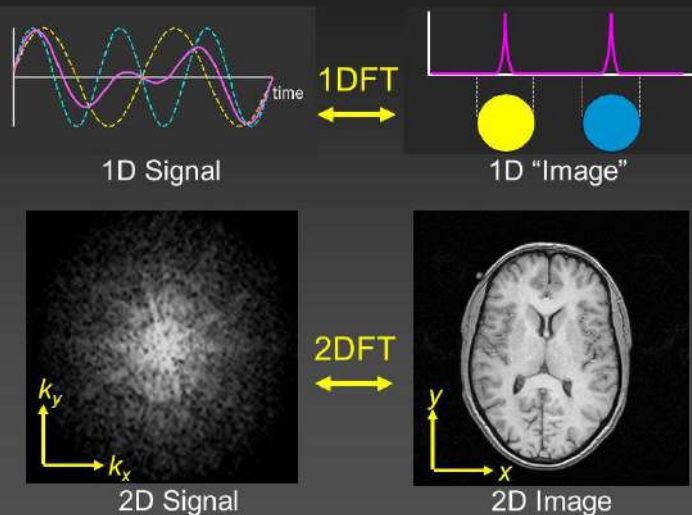 time
1DFT
1D Signal
1D “Image”
2DFT
ky
kx
y
x
2D Signal
2D Image